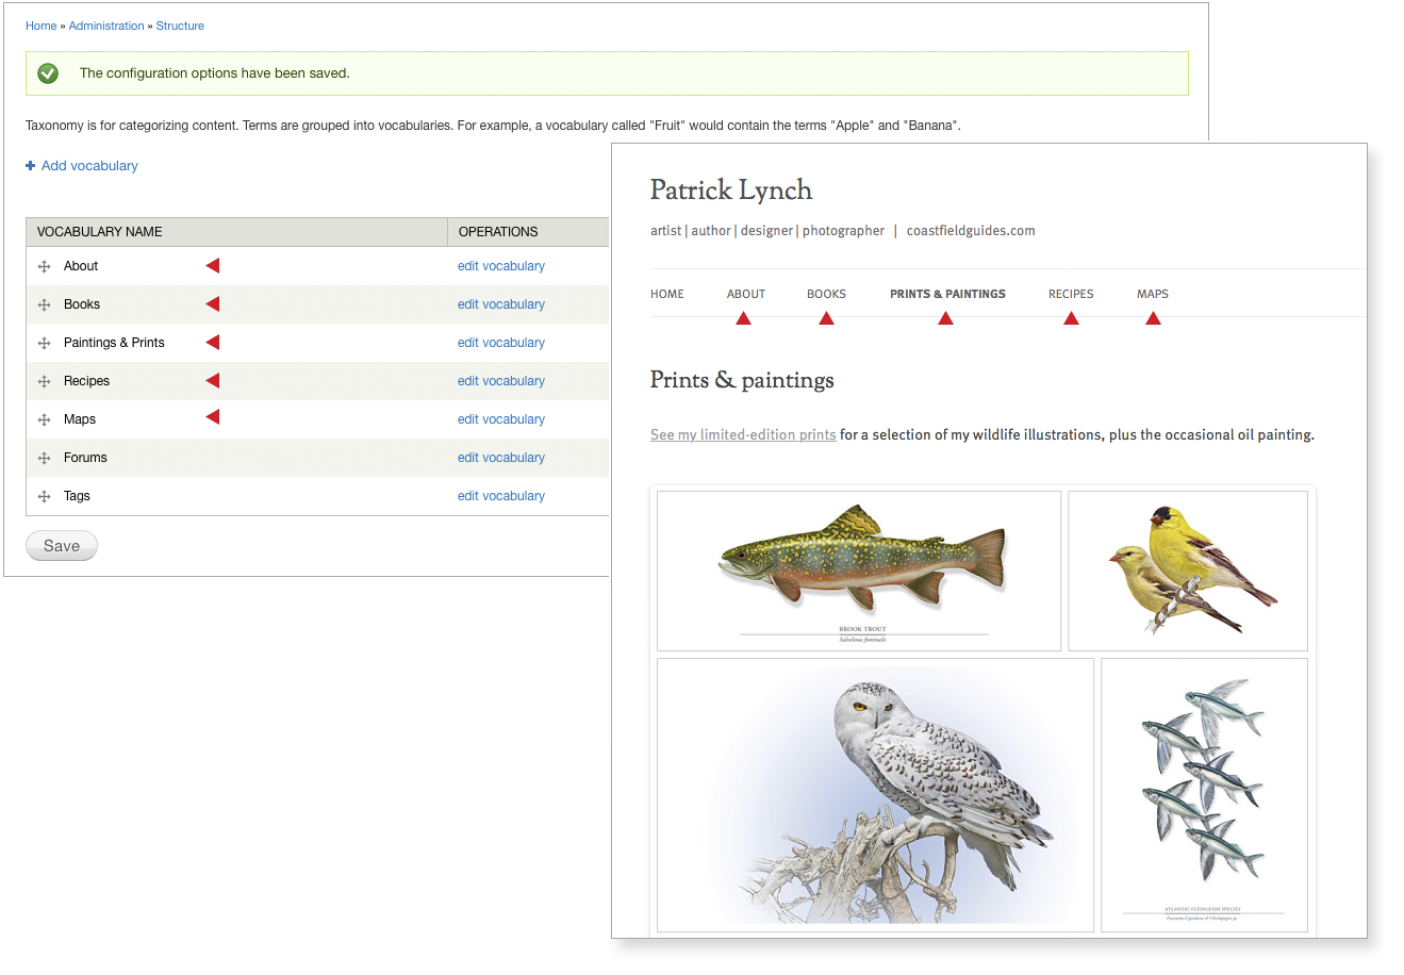 Home » Administration » Structure
The configuration options have been saved.
Taxonomy is for categorizing content. Terms are grouped into vocabularies. For example, a vocabulary called "Fruit" would contain the terms "Apple" and "Banana".
Add vocabulary
VOCABULARY NAME OPERATIONS
About edit vocabulary
Books edit vocabulary
Paintings & Prints edit vocabulary
Recipes edit vocabulary
Maps edit vocabulary
Forums edit vocabulary
Tags edit vocabulary
Save
Patrick Lynch
artist | author | designer | photographer | coastfieldguides.com
HOME ABOUT BOOKS PRINTS & PAINTINGS RECIPES MAPS
Prints & paintings
See my limited-edition prints for a selection of my wildlife illustrations, plus the occasional oil painting.
BROOK TROUT
Salvelinus fontinalis
ATLANTIC FLYINGFISH SPECIES